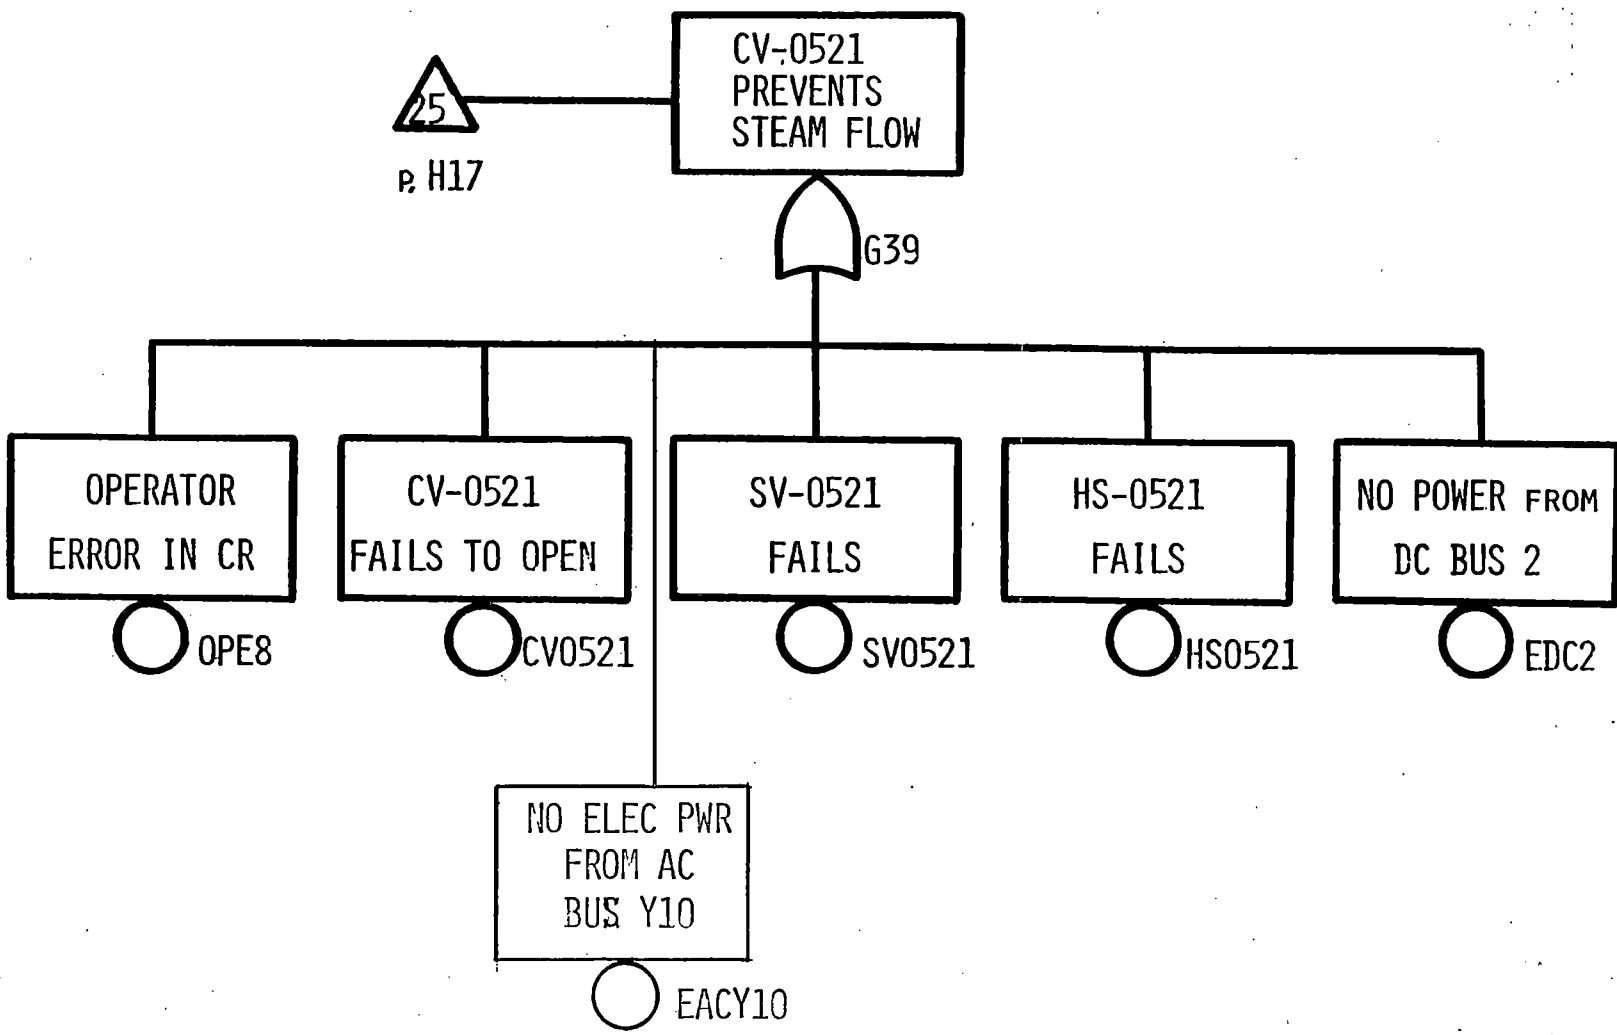 CV-0521
PREVENTS
STEAM FLOW
25
P. H17
G39
OPERATOR
ERROR IN CR
OPE8
CV-0521
FAILS TO OPEN
CV0521
SV-0521
FAILS
SV0521
HS-0521
FAILS
HS0521
NO POWER FROM
DC BUS 2
EDC2
NO ELEC PWR
FROM AC
BUS Y10
EACY10